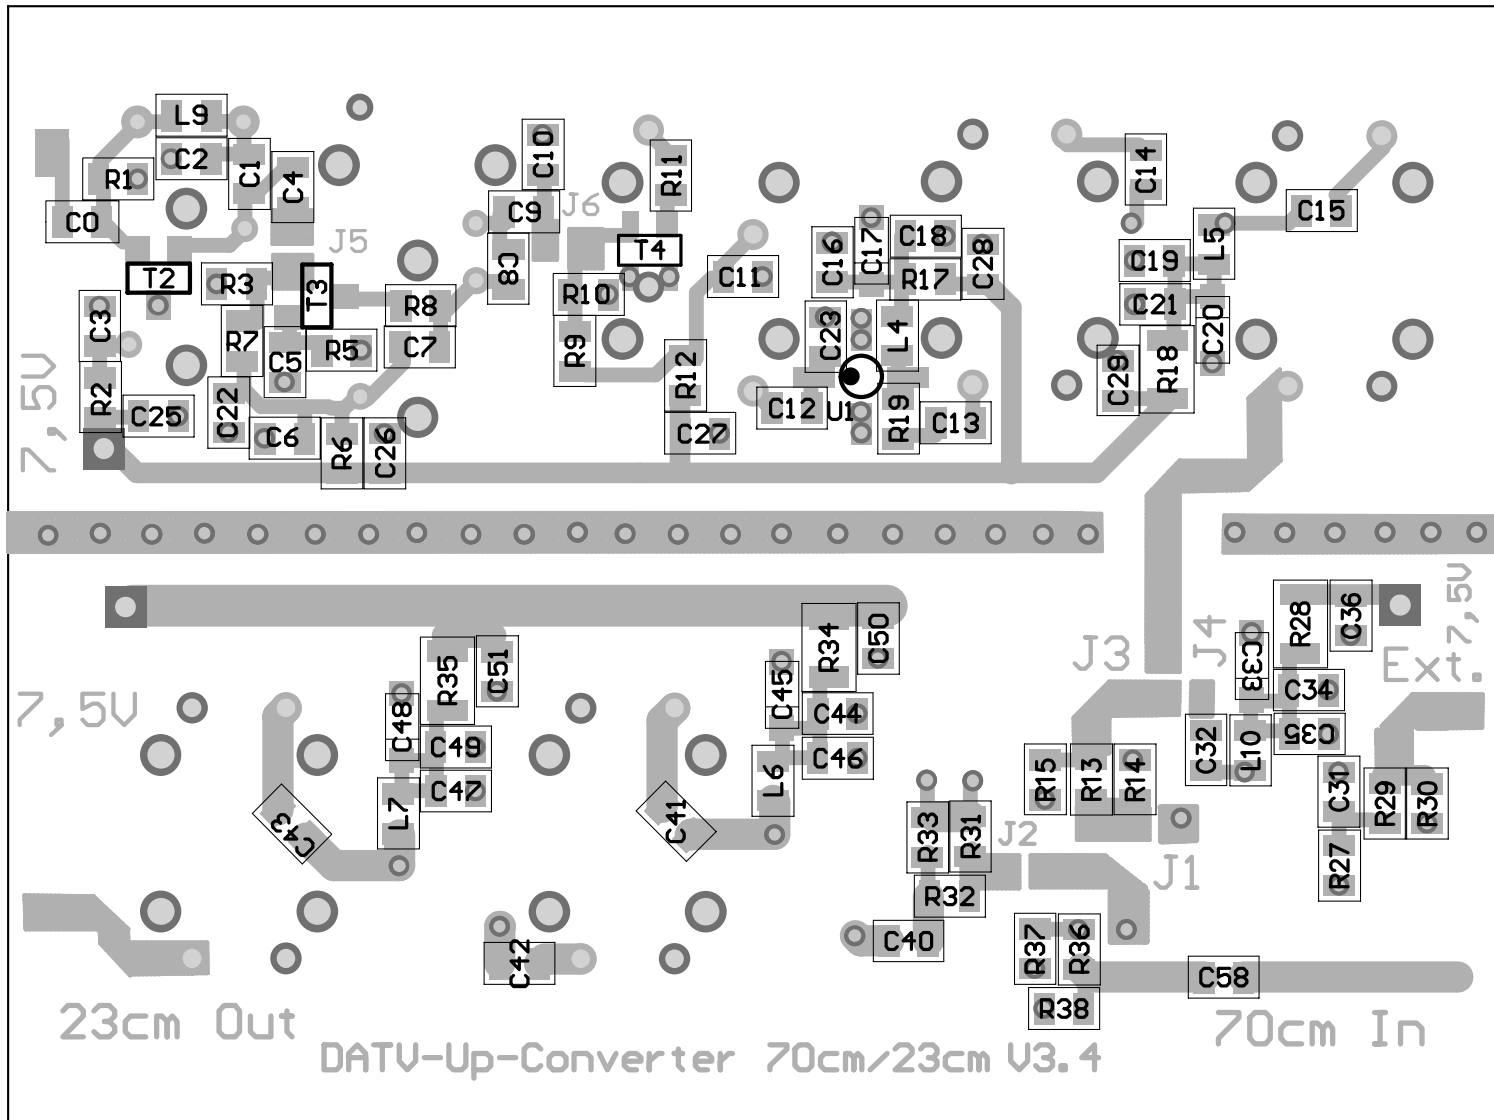 L9
C10
C2
C1
R1
C4
R11
C14
C0
C9
J6
C15
J5
T4
C18
C17
C16
C28
L5
T2
R3
T3
C8
C11
R17
C19
R10
R8
C21
C3
R7
C5
R5
C7
R9
C23
L4
C20
R12
R18
C29
7,5V
R2
C25
C22
C6
R6
C26
C27
C12
U1
R19
C13
R28
C36
7,5V
R34
C50
J3
J4
C33
Ext.
R35
C51
C45
C34
7,5V
C48
C44
C35
C49
C46
C32
L10
C47
L7
L6
R15
R13
R14
C31
R29
R30
C43
C41
R33
R31
J2
R27
J1
R32
C42
C40
R37
R36
C58
R38
23cm Out
70cm In
DATV-Up-Converter 70cm/23cm V3.4